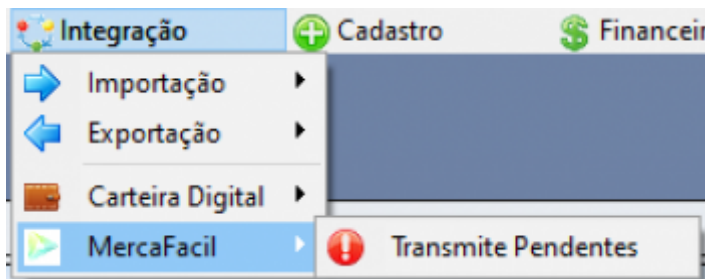 Integração Cadastro
Importação
Exportação
Carteira Digital
MercaFacil Transmite Pendentes